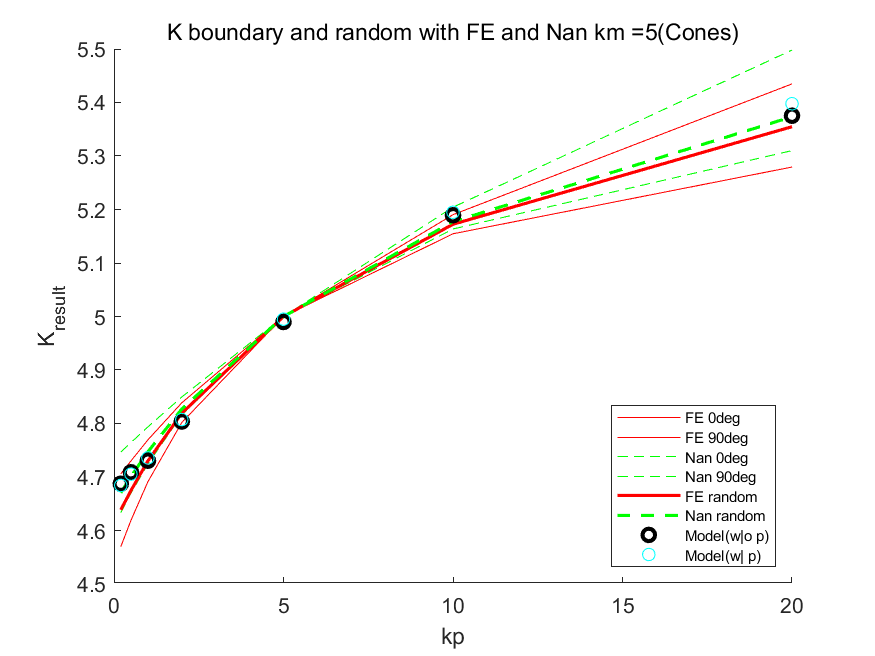 K boundary and random with FE and Nan km =5(Cones)
5.5
5.4
5.3
5.2
5.1
5
4.9
4.8
4.7
4.6
4.5
K_result
0
5
10
15
20
kp
FE 0deg
FE 90deg
Nan 0deg
Nan 90deg
FE random
Nan random
Model(w|o p)
Model(w| p)